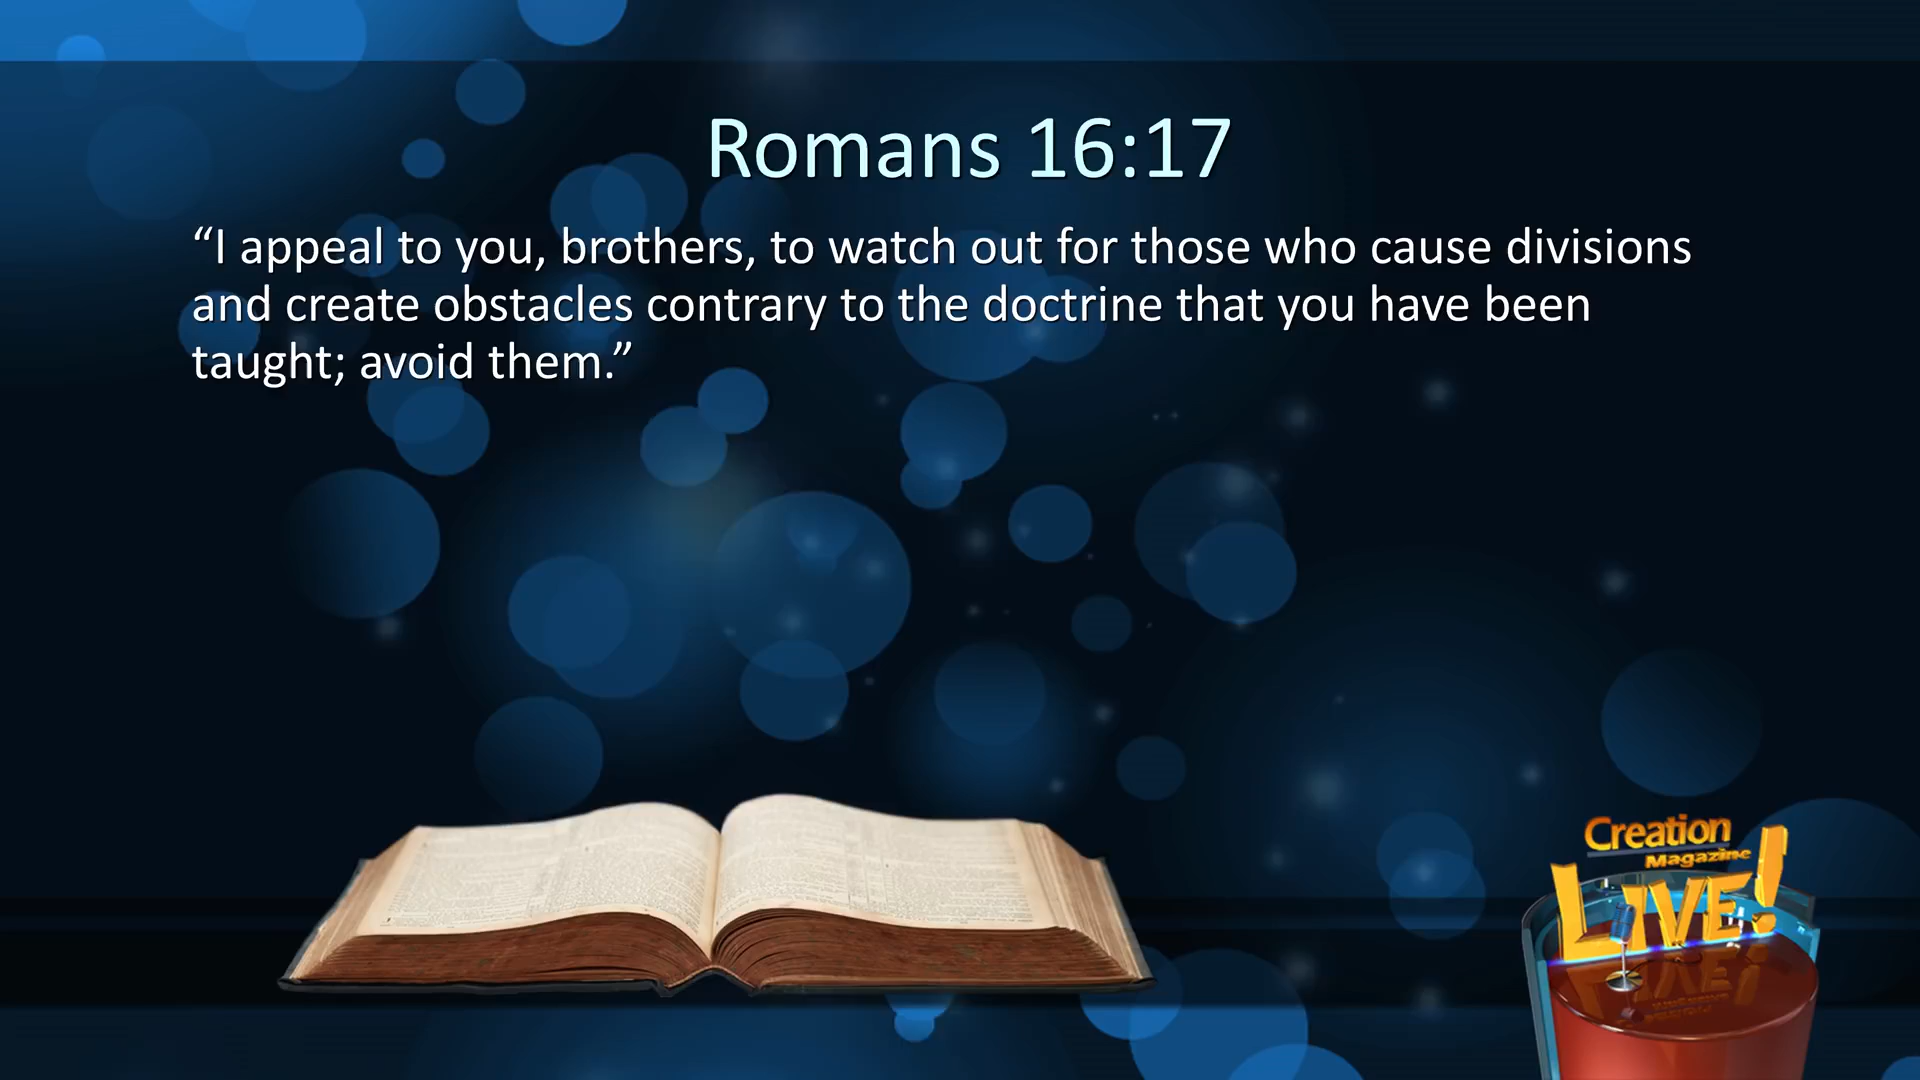 Romans 16:17
“I appeal to you, brothers, to watch out for those who cause divisions
and create obstacles contrary to the doctrine that you have been
taught; avoid them.”
Creation
Magazine
LIVE!